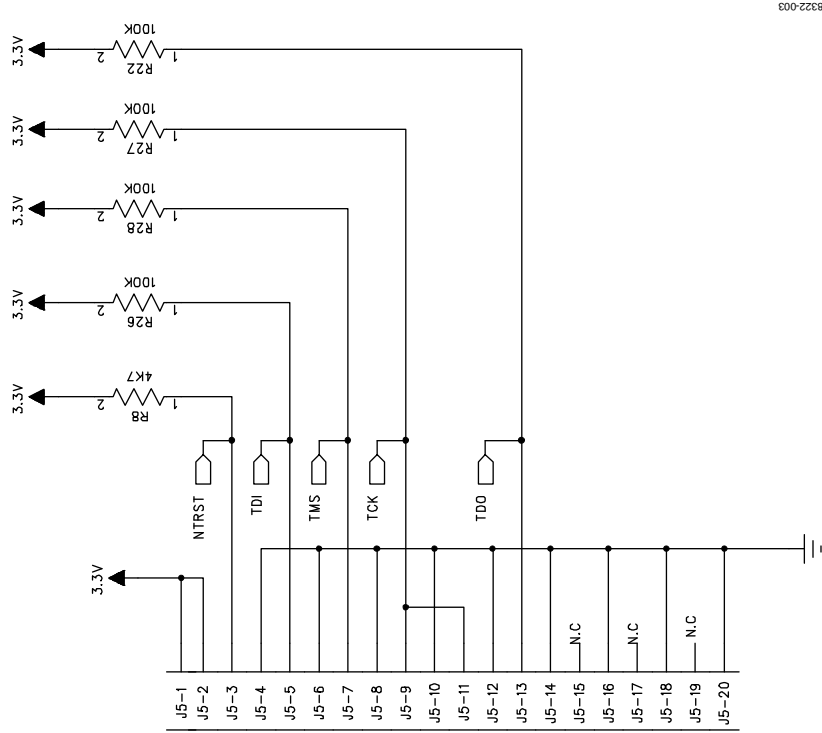 8322-003
3.3V
2
100K
R22
1
3.3V
2
100K
R27
1
3.3V
2
100K
R28
1
3.3V
2
100K
R26
1
3.3V
2
4K7
R8
1
NTRST
TDI
TMS
TCK
TDO
3.3V
N.C
N.C
N.C
J5-1
J5-2
J5-3
J5-4
J5-5
J5-6
J5-7
J5-8
J5-9
J5-10
J5-11
J5-12
J5-13
J5-14
J5-15
J5-16
J5-17
J5-18
J5-19
J5-20